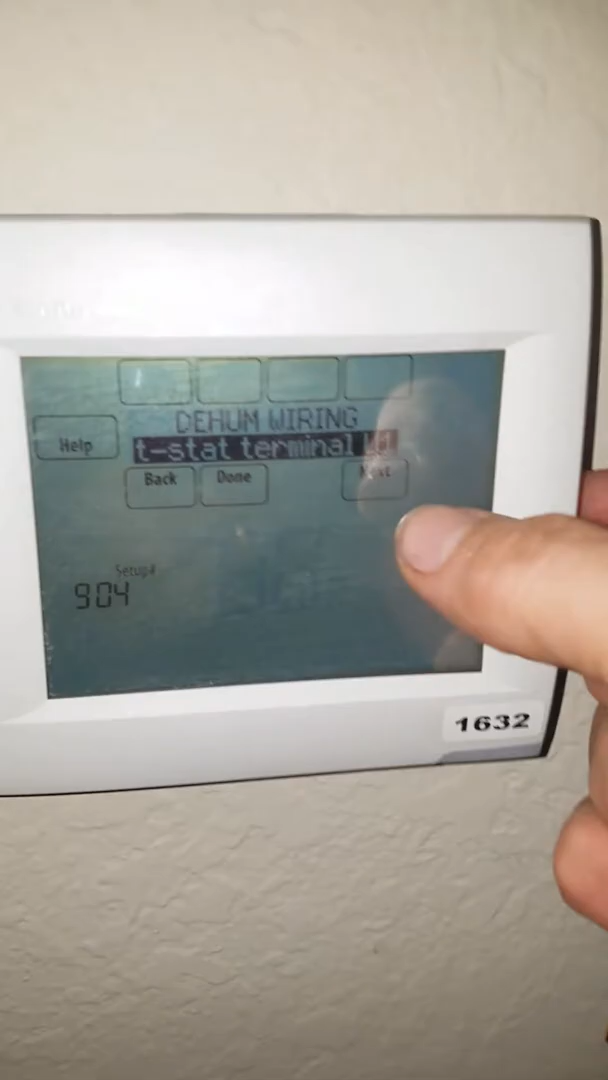 DEHUM WIRING
Help
t-stat terminal
Back
Done
Next
Setup#
904
1632